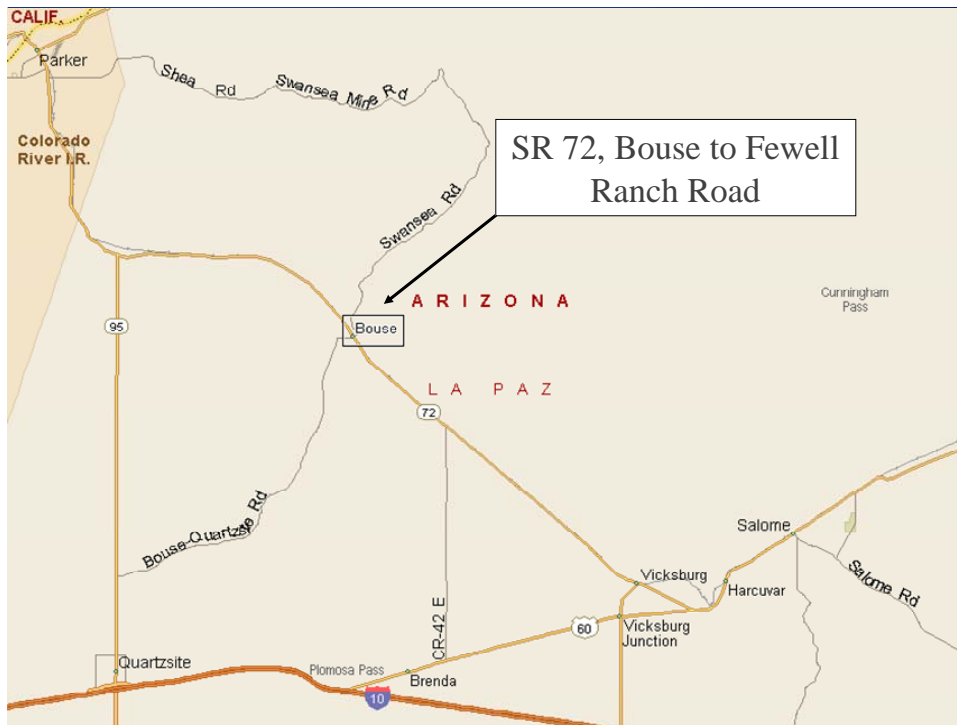 CALIF.
Parker
Shea Rd
Swansea Mine Rd
Colorado
River I.R.
SR 72, Bouse to Fewell
Ranch Road
Swansea Rd
ARIZONA
Cunningham
Pass
95
Bouse
LA PAZ
72
Bouse-Quartzsite Rd
Salome
Vicksburg
Harcuvar
Salome Rd
CR-42 E
60
Vicksburg
Junction
Quartzsite
Plomosa Pass
Brenda
10